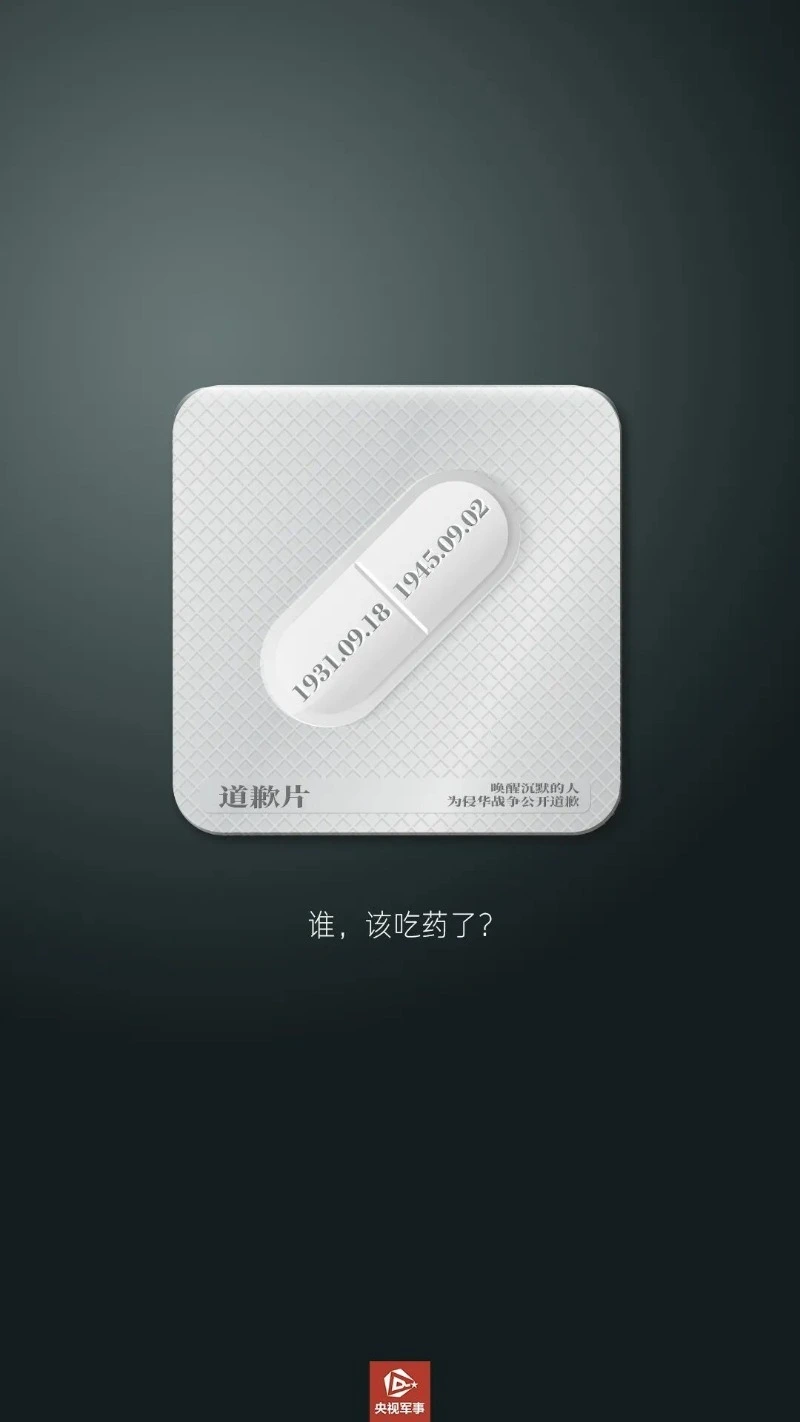 1931.09.18
1945.09.02
道歉片
唤醒沉默的人
为侵华战争公开道歉
谁，该吃药了？
央视军事